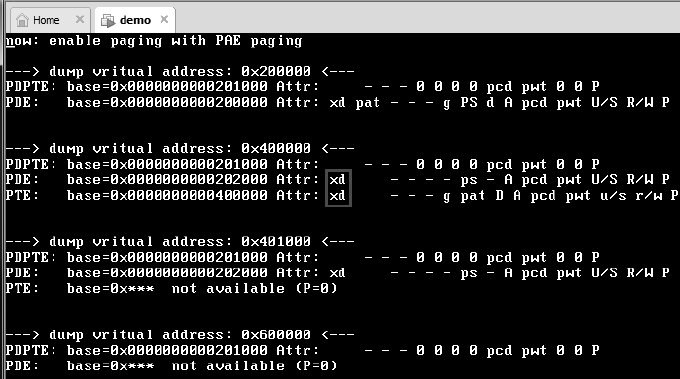 Home × demo ×
now: enable paging with PAE paging
---> dump vritual address: 0x200000 <---
PDPTE: base=0x0000000000201000 Attr: - - - 0 0 0 0 pcd pwt 0 0 P
PDE: base=0x0000000000200000 Attr: xd pat - - - g PS d A pcd pwt U/S R/W P
---> dump vritual address: 0x400000 <---
PDPTE: base=0x0000000000201000 Attr: - - - 0 0 0 0 pcd pwt 0 0 P
PDE: base=0x0000000000202000 Attr: xd - - - - ps - A pcd pwt U/S R/W P
PTE: base=0x0000000000400000 Attr: xd - - - g pat D A pcd pwt u/s r/w P
---> dump vritual address: 0x401000 <---
PDPTE: base=0x0000000000201000 Attr: - - - 0 0 0 0 pcd pwt 0 0 P
PDE: base=0x0000000000202000 Attr: xd - - - - ps - A pcd pwt U/S R/W P
PTE: base=0x*** not available (P=0)
---> dump vritual address: 0x600000 <---
PDPTE: base=0x0000000000201000 Attr: - - - 0 0 0 0 pcd pwt 0 0 P
PDE: base=0x*** not available (P=0)